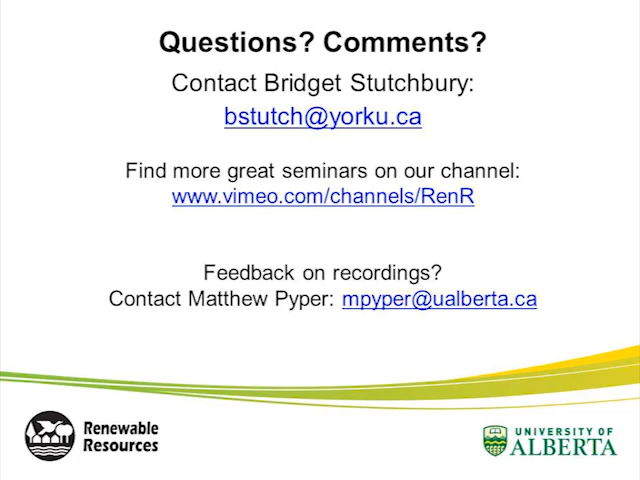 Questions? Comments?
Contact Bridget Stutchbury:
bstutch@yorku.ca
Find more great seminars on our channel:
www.vimeo.com/channels/RenR
Feedback on recordings?
Contact Matthew Pyper: mpyper@ualberta.ca
Renewable
Resources
UNIVERSITY OF
ALBERTA